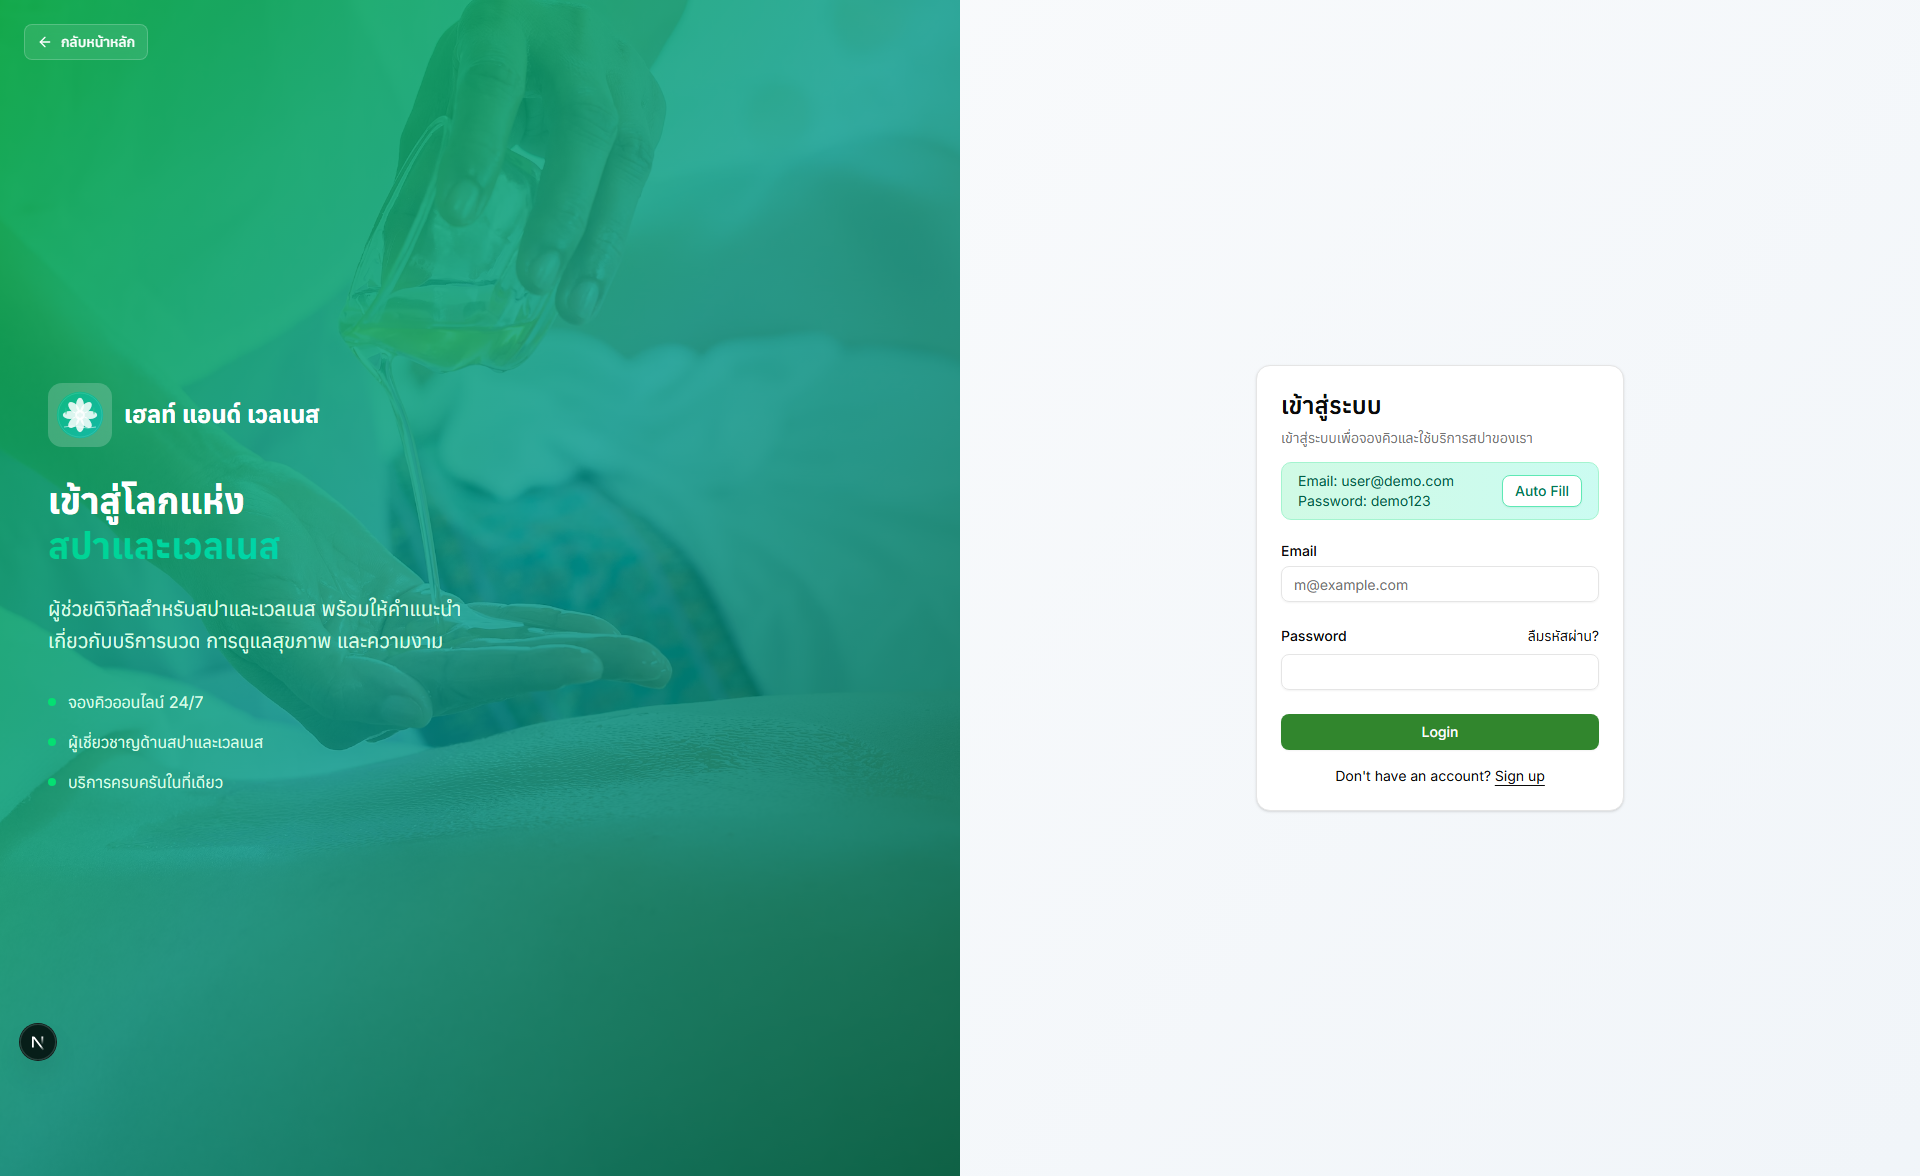 กลับหน้าหลัก
เฮลท์ แอนด์ เวลเนส
เข้าสู่โลกแห่ง
สปาและเวลเนส
ผู้ช่วยดิจิทัลสำหรับสปาและเวลเนส พร้อมให้คำแนะนำ
เกี่ยวกับบริการนวด การดูแลสุขภาพ และความงาม
จองคิวออนไลน์ 24/7
ผู้เชี่ยวชาญด้านสปาและเวลเนส
บริการครบครันในที่เดียว
N
เข้าสู่ระบบ
เข้าสู่ระบบเพื่อจองคิวและใช้บริการสปาของเรา
Email: user@demo.com
Password: demo123
Auto Fill
Email
m@example.com
Password ลืมรหัสผ่าน?
Login
Don't have an account? Sign up